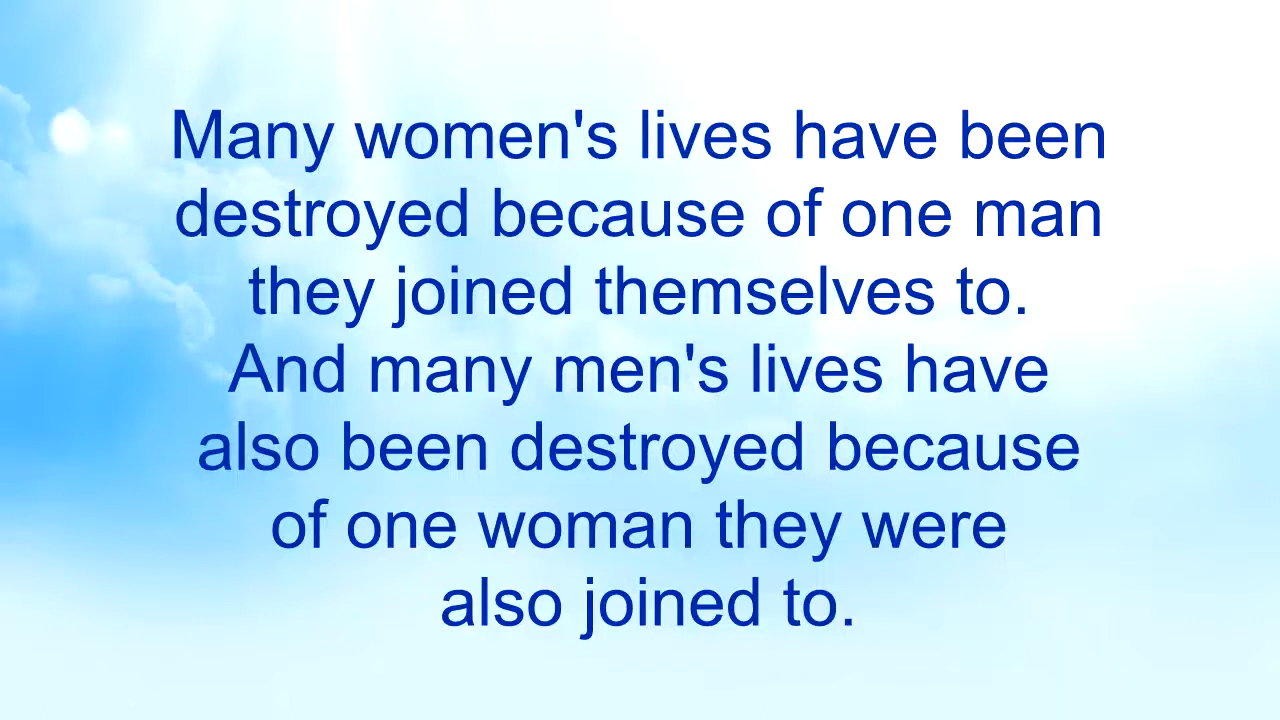 Many women's lives have been
destroyed because of one man
they joined themselves to.
And many men's lives have
also been destroyed because
of one woman they were
also joined to.